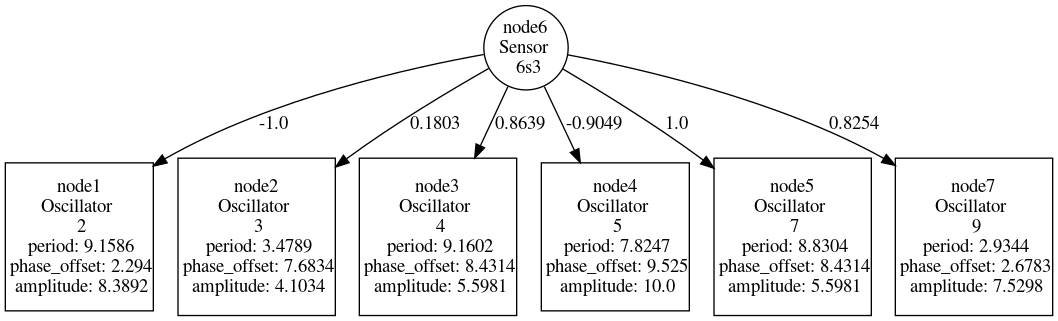 node6
Sensor
6s3
-1.0
0.1803
0.8639
-0.9049
1.0
0.8254
node1
Oscillator
2
period: 9.1586
phase_offset: 2.294
amplitude: 8.3892
node2
Oscillator
3
period: 3.4789
phase_offset: 7.6834
amplitude: 4.1034
node3
Oscillator
4
period: 9.1602
phase_offset: 8.4314
amplitude: 5.5981
node4
Oscillator
5
period: 7.8247
phase_offset: 9.525
amplitude: 10.0
node5
Oscillator
7
period: 8.8304
phase_offset: 8.4314
amplitude: 5.5981
node7
Oscillator
9
period: 2.9344
phase_offset: 2.6783
amplitude: 7.5298